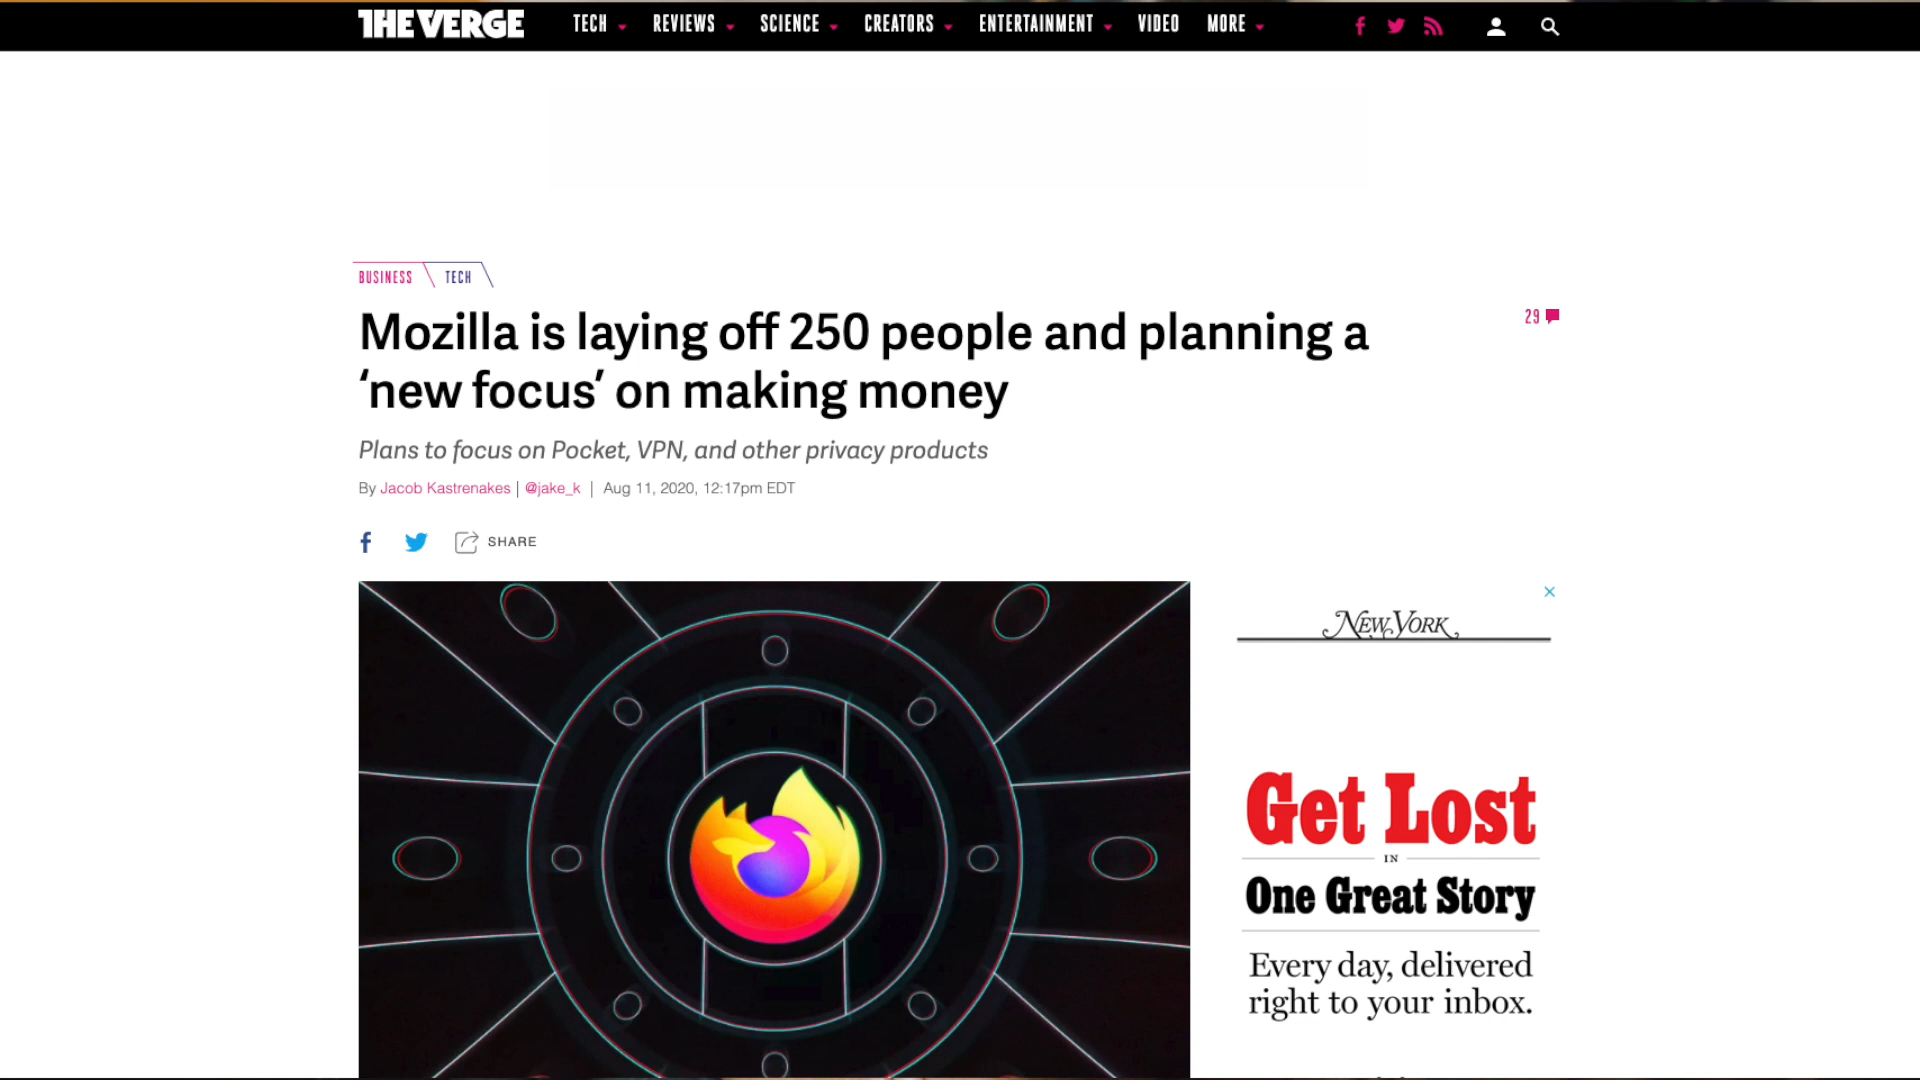 THE VERGE
TECH REVIEWS SCIENCE CREATORS ENTERTAINMENT VIDEO MORE
BUSINESS TECH
Mozilla is laying off 250 people and planning a
‘new focus’ on making money
29
Plans to focus on Pocket, VPN, and other privacy products
By Jacob Kastrenakes | @jake_k | Aug 11, 2020, 12:17pm EDT
SHARE
NEW YORK
Get Lost
IN
One Great Story
Every day, delivered
right to your inbox.